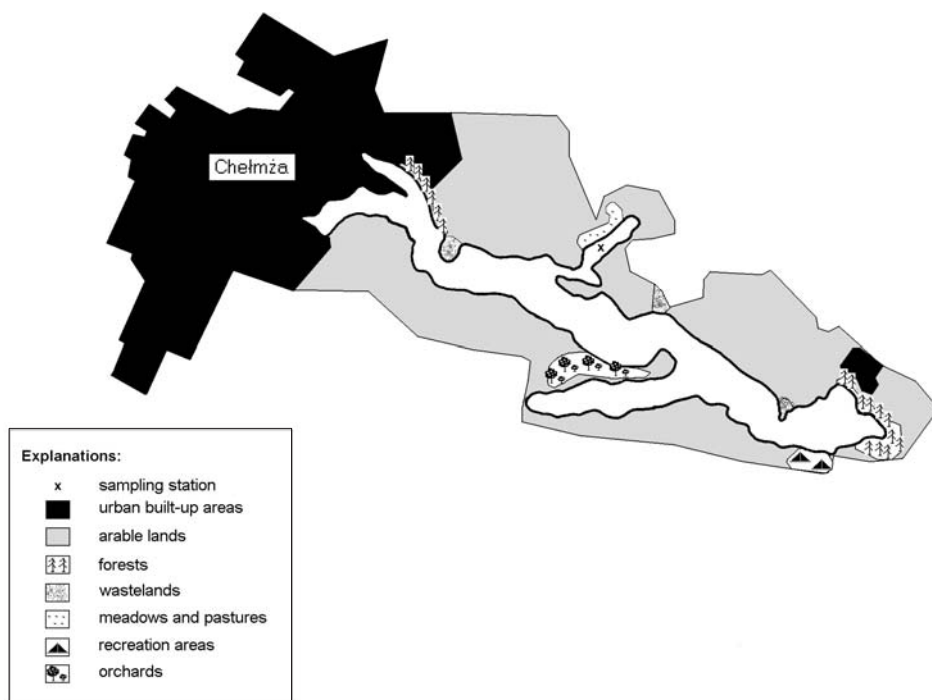 Chełmża
x
Explanations:
x sampling station
urban built-up areas
arable lands
forests
wastelands
meadows and pastures
recreation areas
orchards